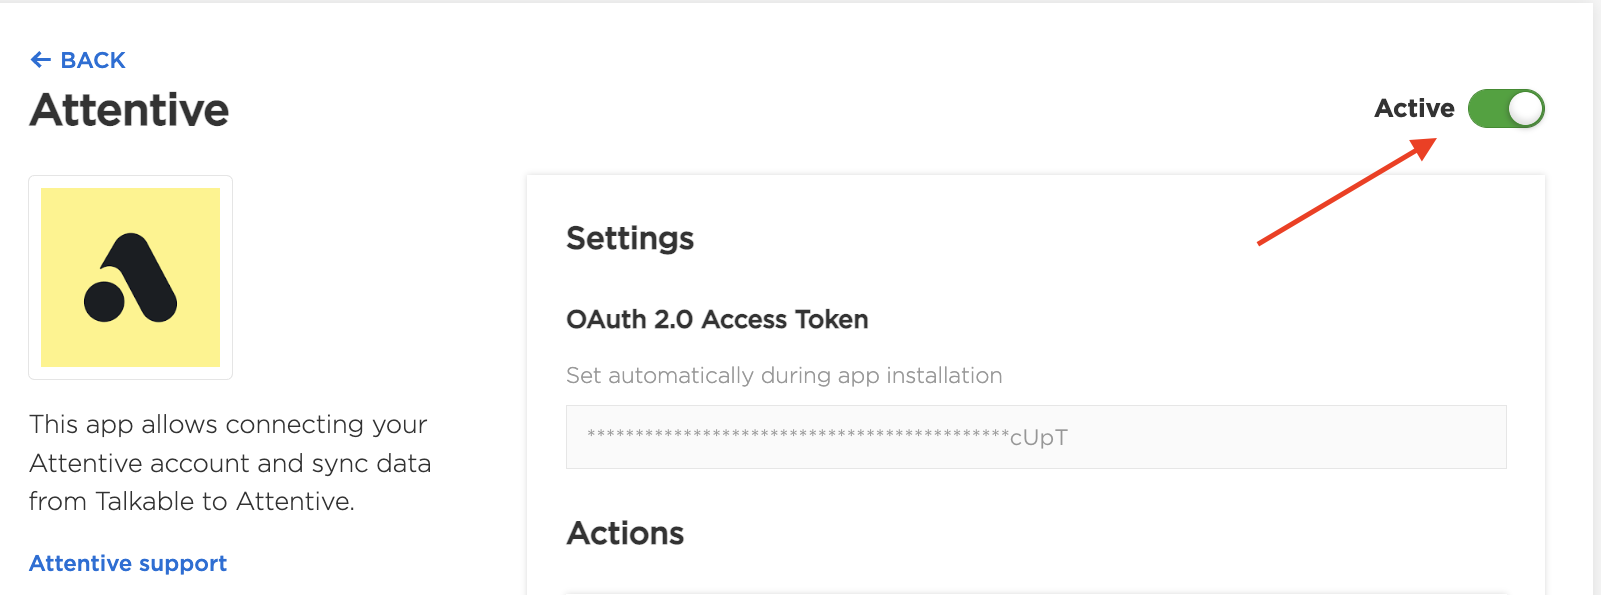 ← BACK
Attentive
Active
This app allows connecting your
Attentive account and sync data
from Talkable to Attentive.
Attentive support
Settings
OAuth 2.0 Access Token
Set automatically during app installation
********************************************cUpT
Actions